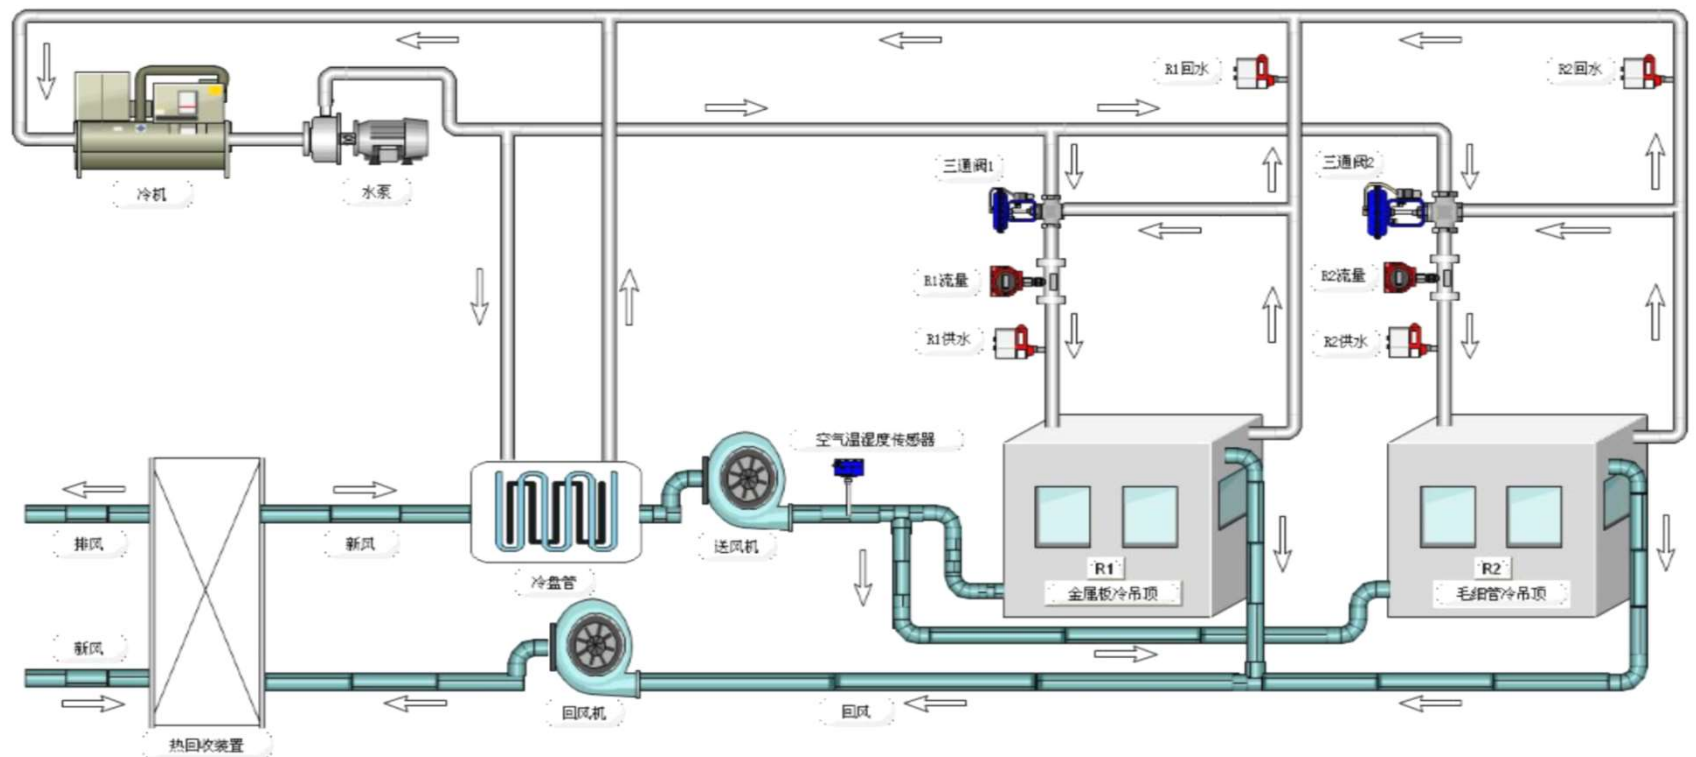 R1回水
R2回水
冷机
水泵
三通阀1
三通阀2
R1流量
R2流量
R1供水
R2供水
空气温湿度传感器
排风
新风
冷盘管
送风机
R1
金属板冷吊顶
R2
毛细管冷吊顶
新风
回风机
回风
热回收装置